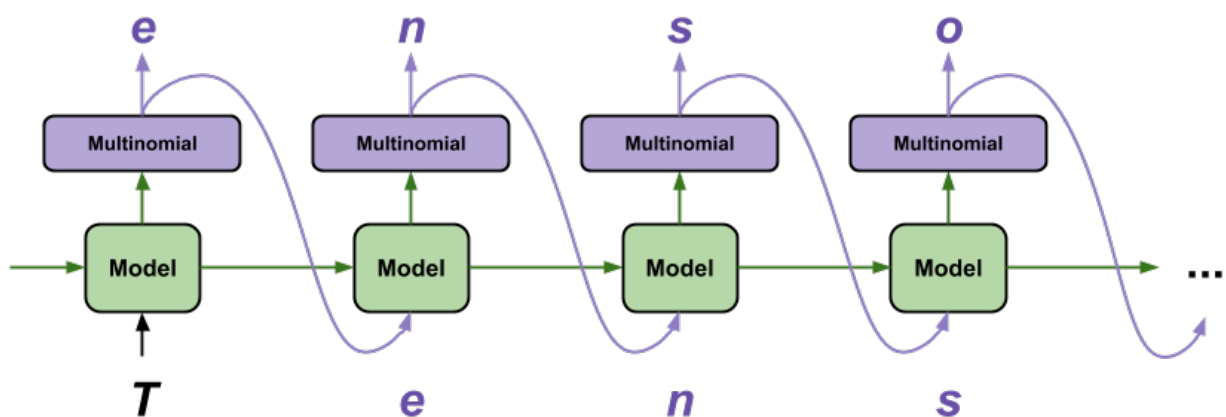 e n s o
Multinomial Multinomial Multinomial Multinomial
Model Model Model Model ...
T e n s